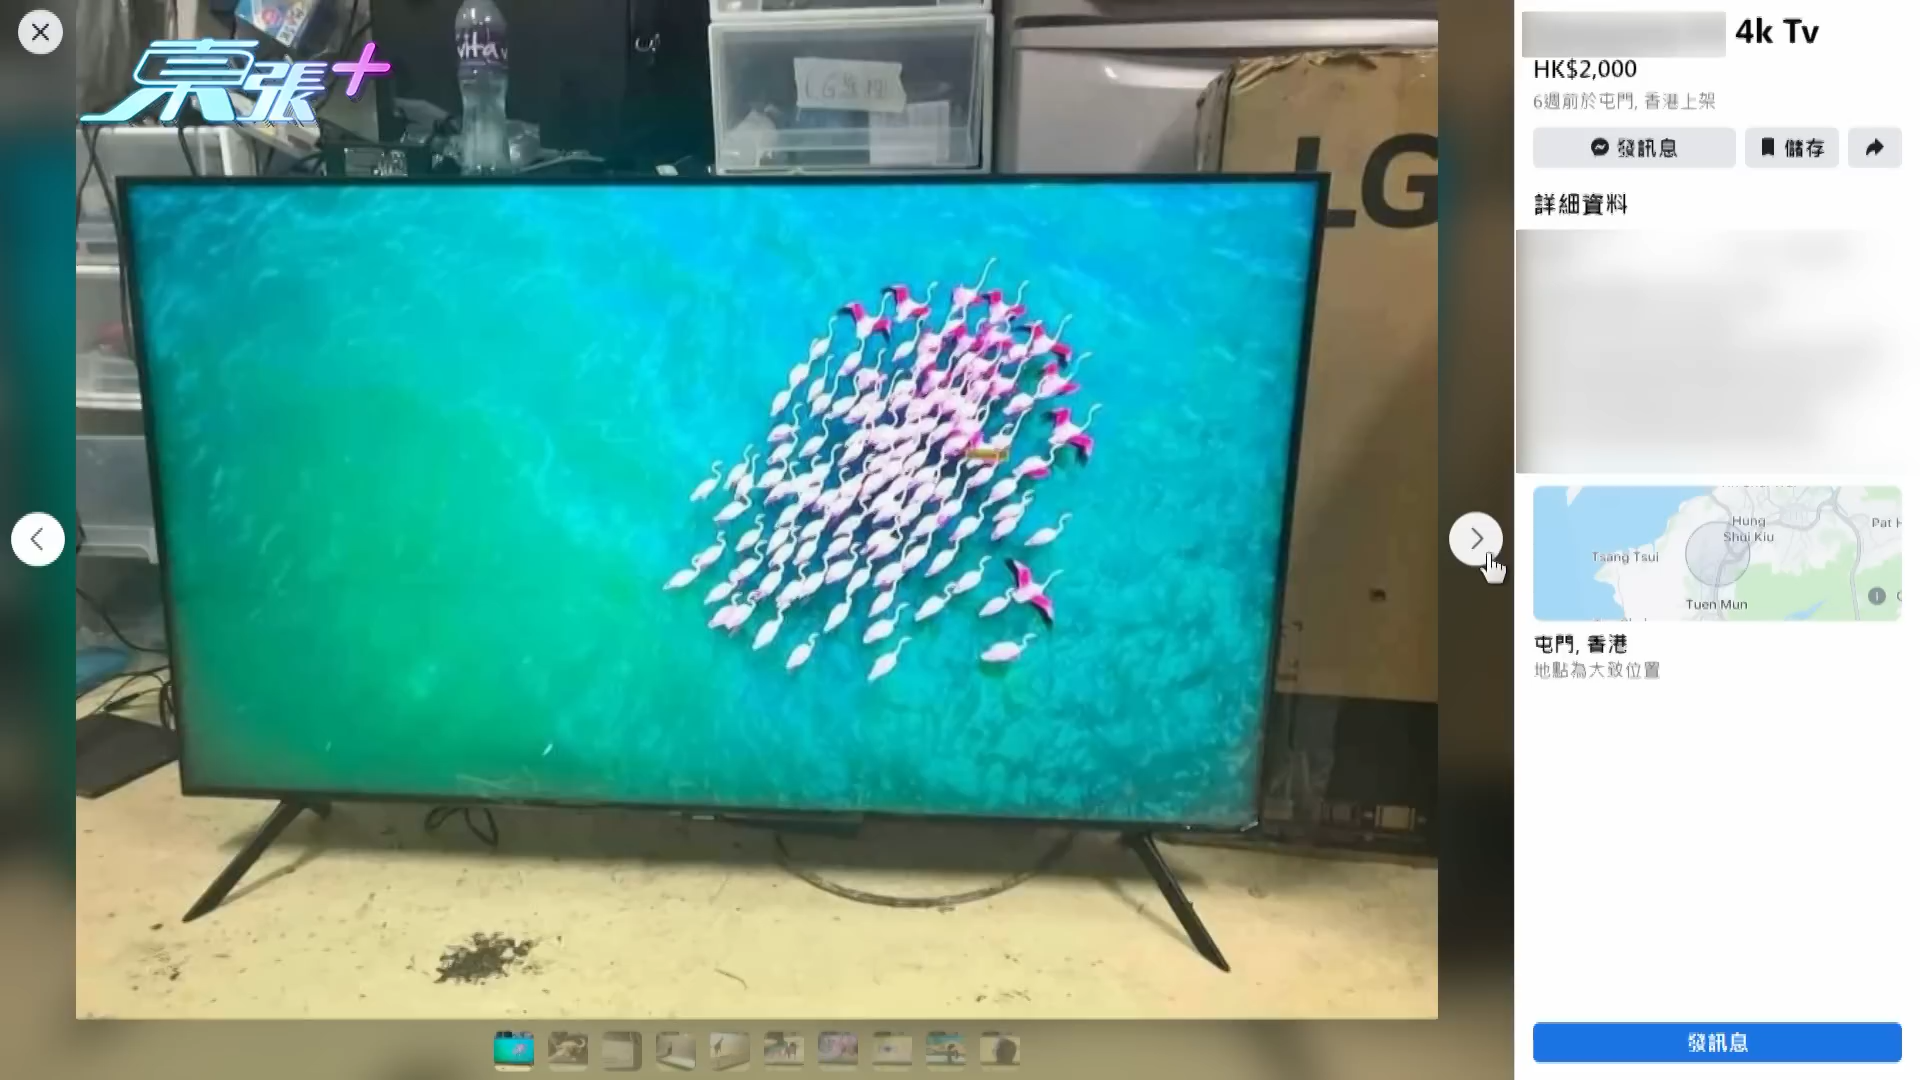 東張+
vita
LG
4k Tv
HK$2,000
6週前於屯門, 香港上架
發訊息
儲存
詳細資料
Hung
Shui Kiu
Pat H
Tsang Tsui
Tuen Mun
屯門, 香港
地點為大致位置
發訊息